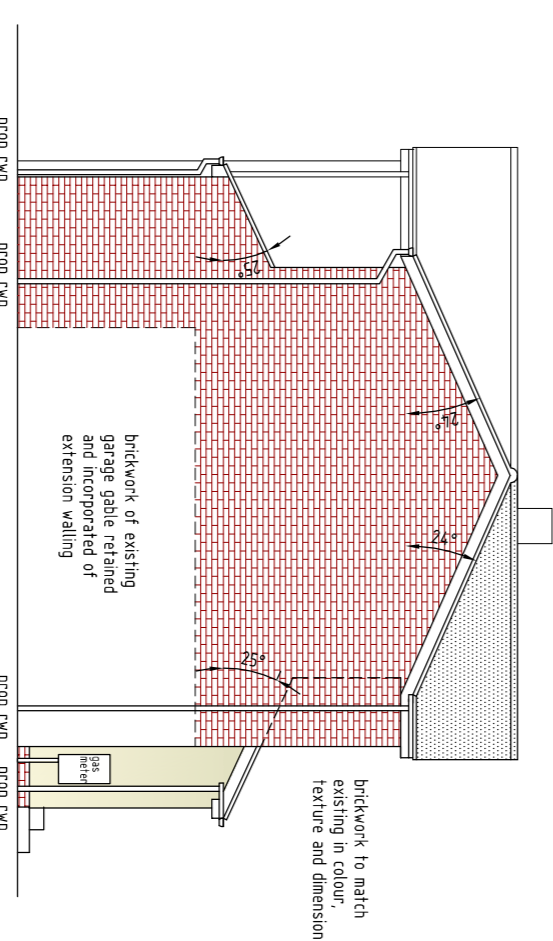 25°
24°
24°
25°
brickwork of existing
garage gable retained
and incorporated of
extension walling
brickwork to match
existing in colour,
texture and dimension
gas
meter